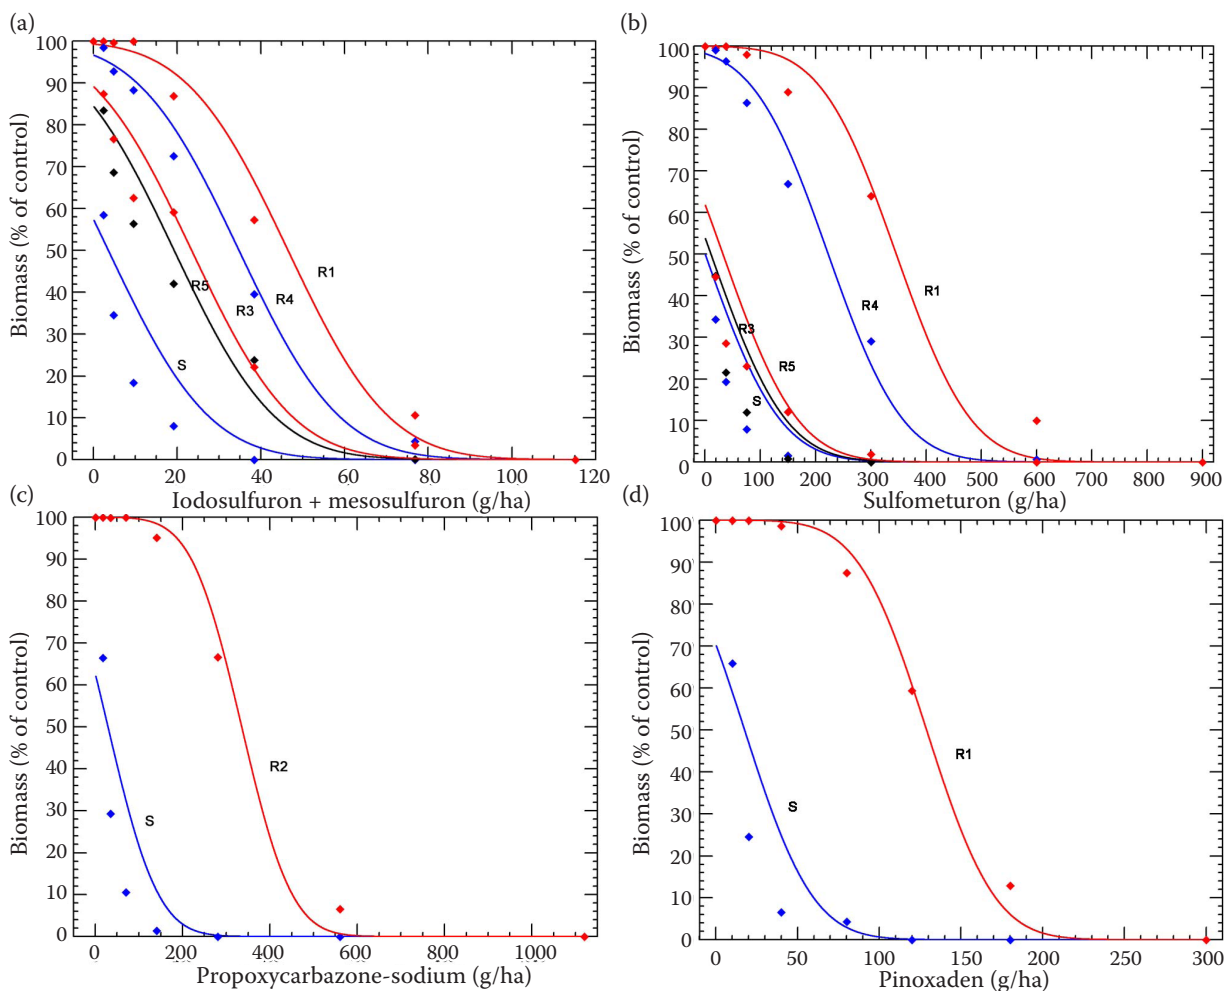 (a)
Biomass (% of control)
100
90
80
70
60
50
40
30
20
10
0
R1
R4
R3
R5
S
0 20 40 60 80 100 120
Iodosulfuron + mesosulfuron (g/ha)
(b)
Biomass (% of control)
100
90
80
70
60
50
40
30
20
10
0
R1
R4
R3
R5
S
0 100 200 300 400 500 600 700 800 900
Sulfometuron (g/ha)
(c)
Biomass (% of control)
100
90
80
70
60
50
40
30
20
10
0
R2
S
0 200 400 600 800 1000
Propoxycarbazone-sodium (g/ha)
(d)
Biomass (% of control)
100
90
80
70
60
50
40
30
20
10
0
R1
S
0 50 100 150 200 250 300
Pinoxaden (g/ha)